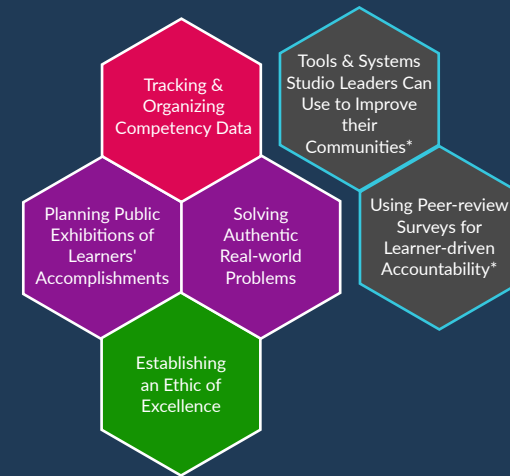 Tracking &
Organizing
Competency Data
Tools & Systems
Studio Leaders Can
Use to Improve
their
Communities*
Planning Public
Exhibitions of
Learners'
Accomplishments
Solving
Authentic
Real-world
Problems
Using Peer-review
Surveys for
Learner-driven
Accountability*
Establishing
an Ethic of
Excellence